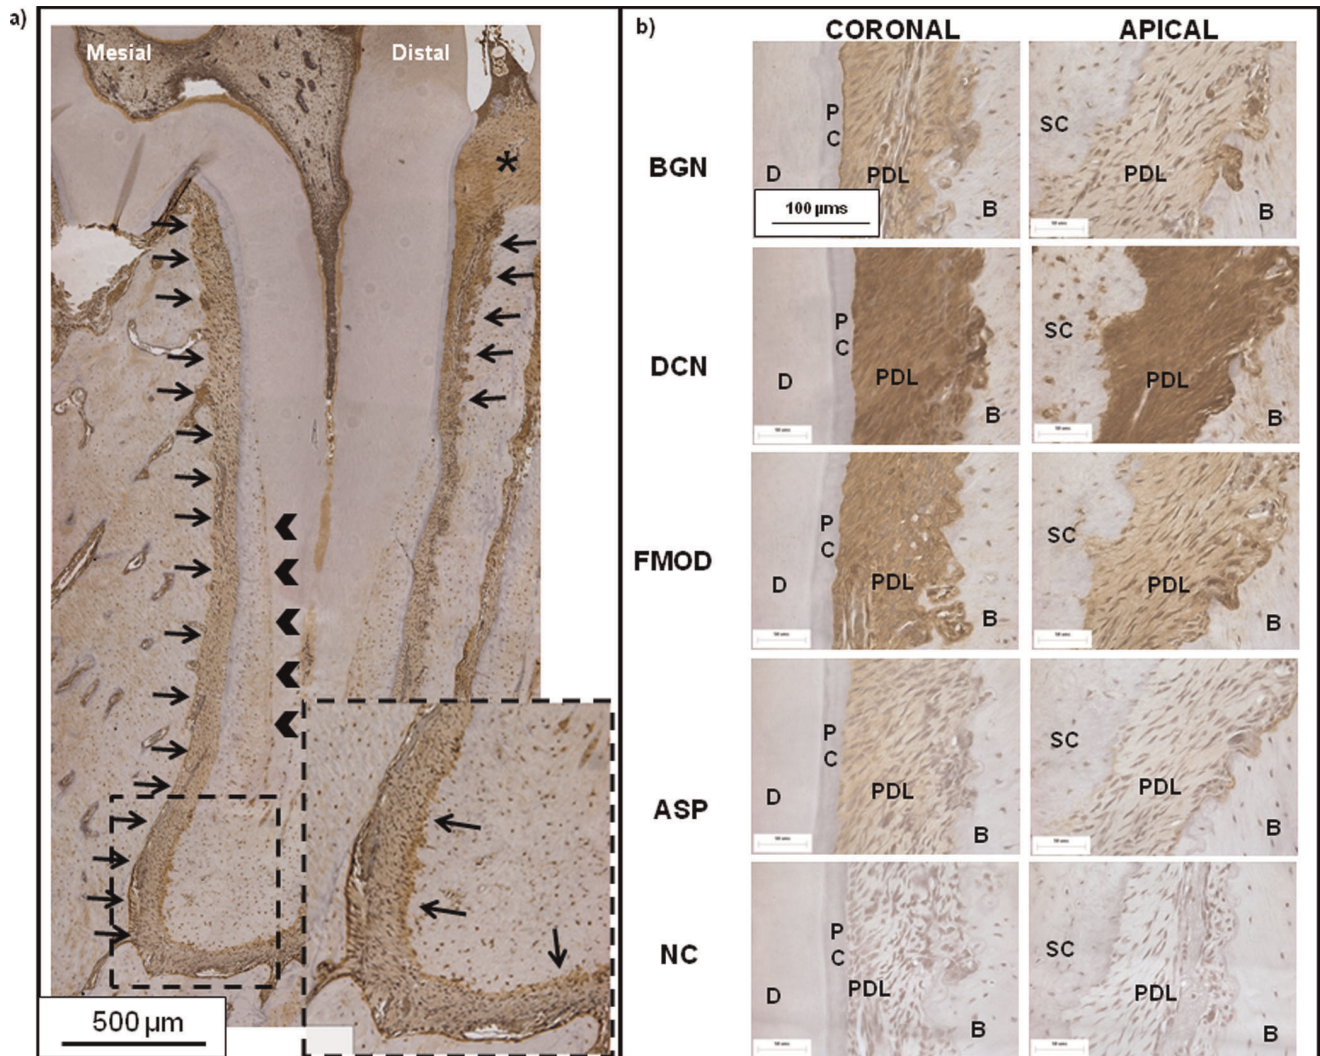 a)
Mesial
Distal
*
500 µm
b)
CORONAL
APICAL
BGN
P
C
D
PDL
B
100 µms
SC
PDL
B
DCN
P
C
D
PDL
B
SC
PDL
B
FMOD
P
C
D
PDL
B
SC
PDL
B
ASP
P
C
D
PDL
B
SC
PDL
B
NC
P
C
D
PDL
B
SC
PDL
B